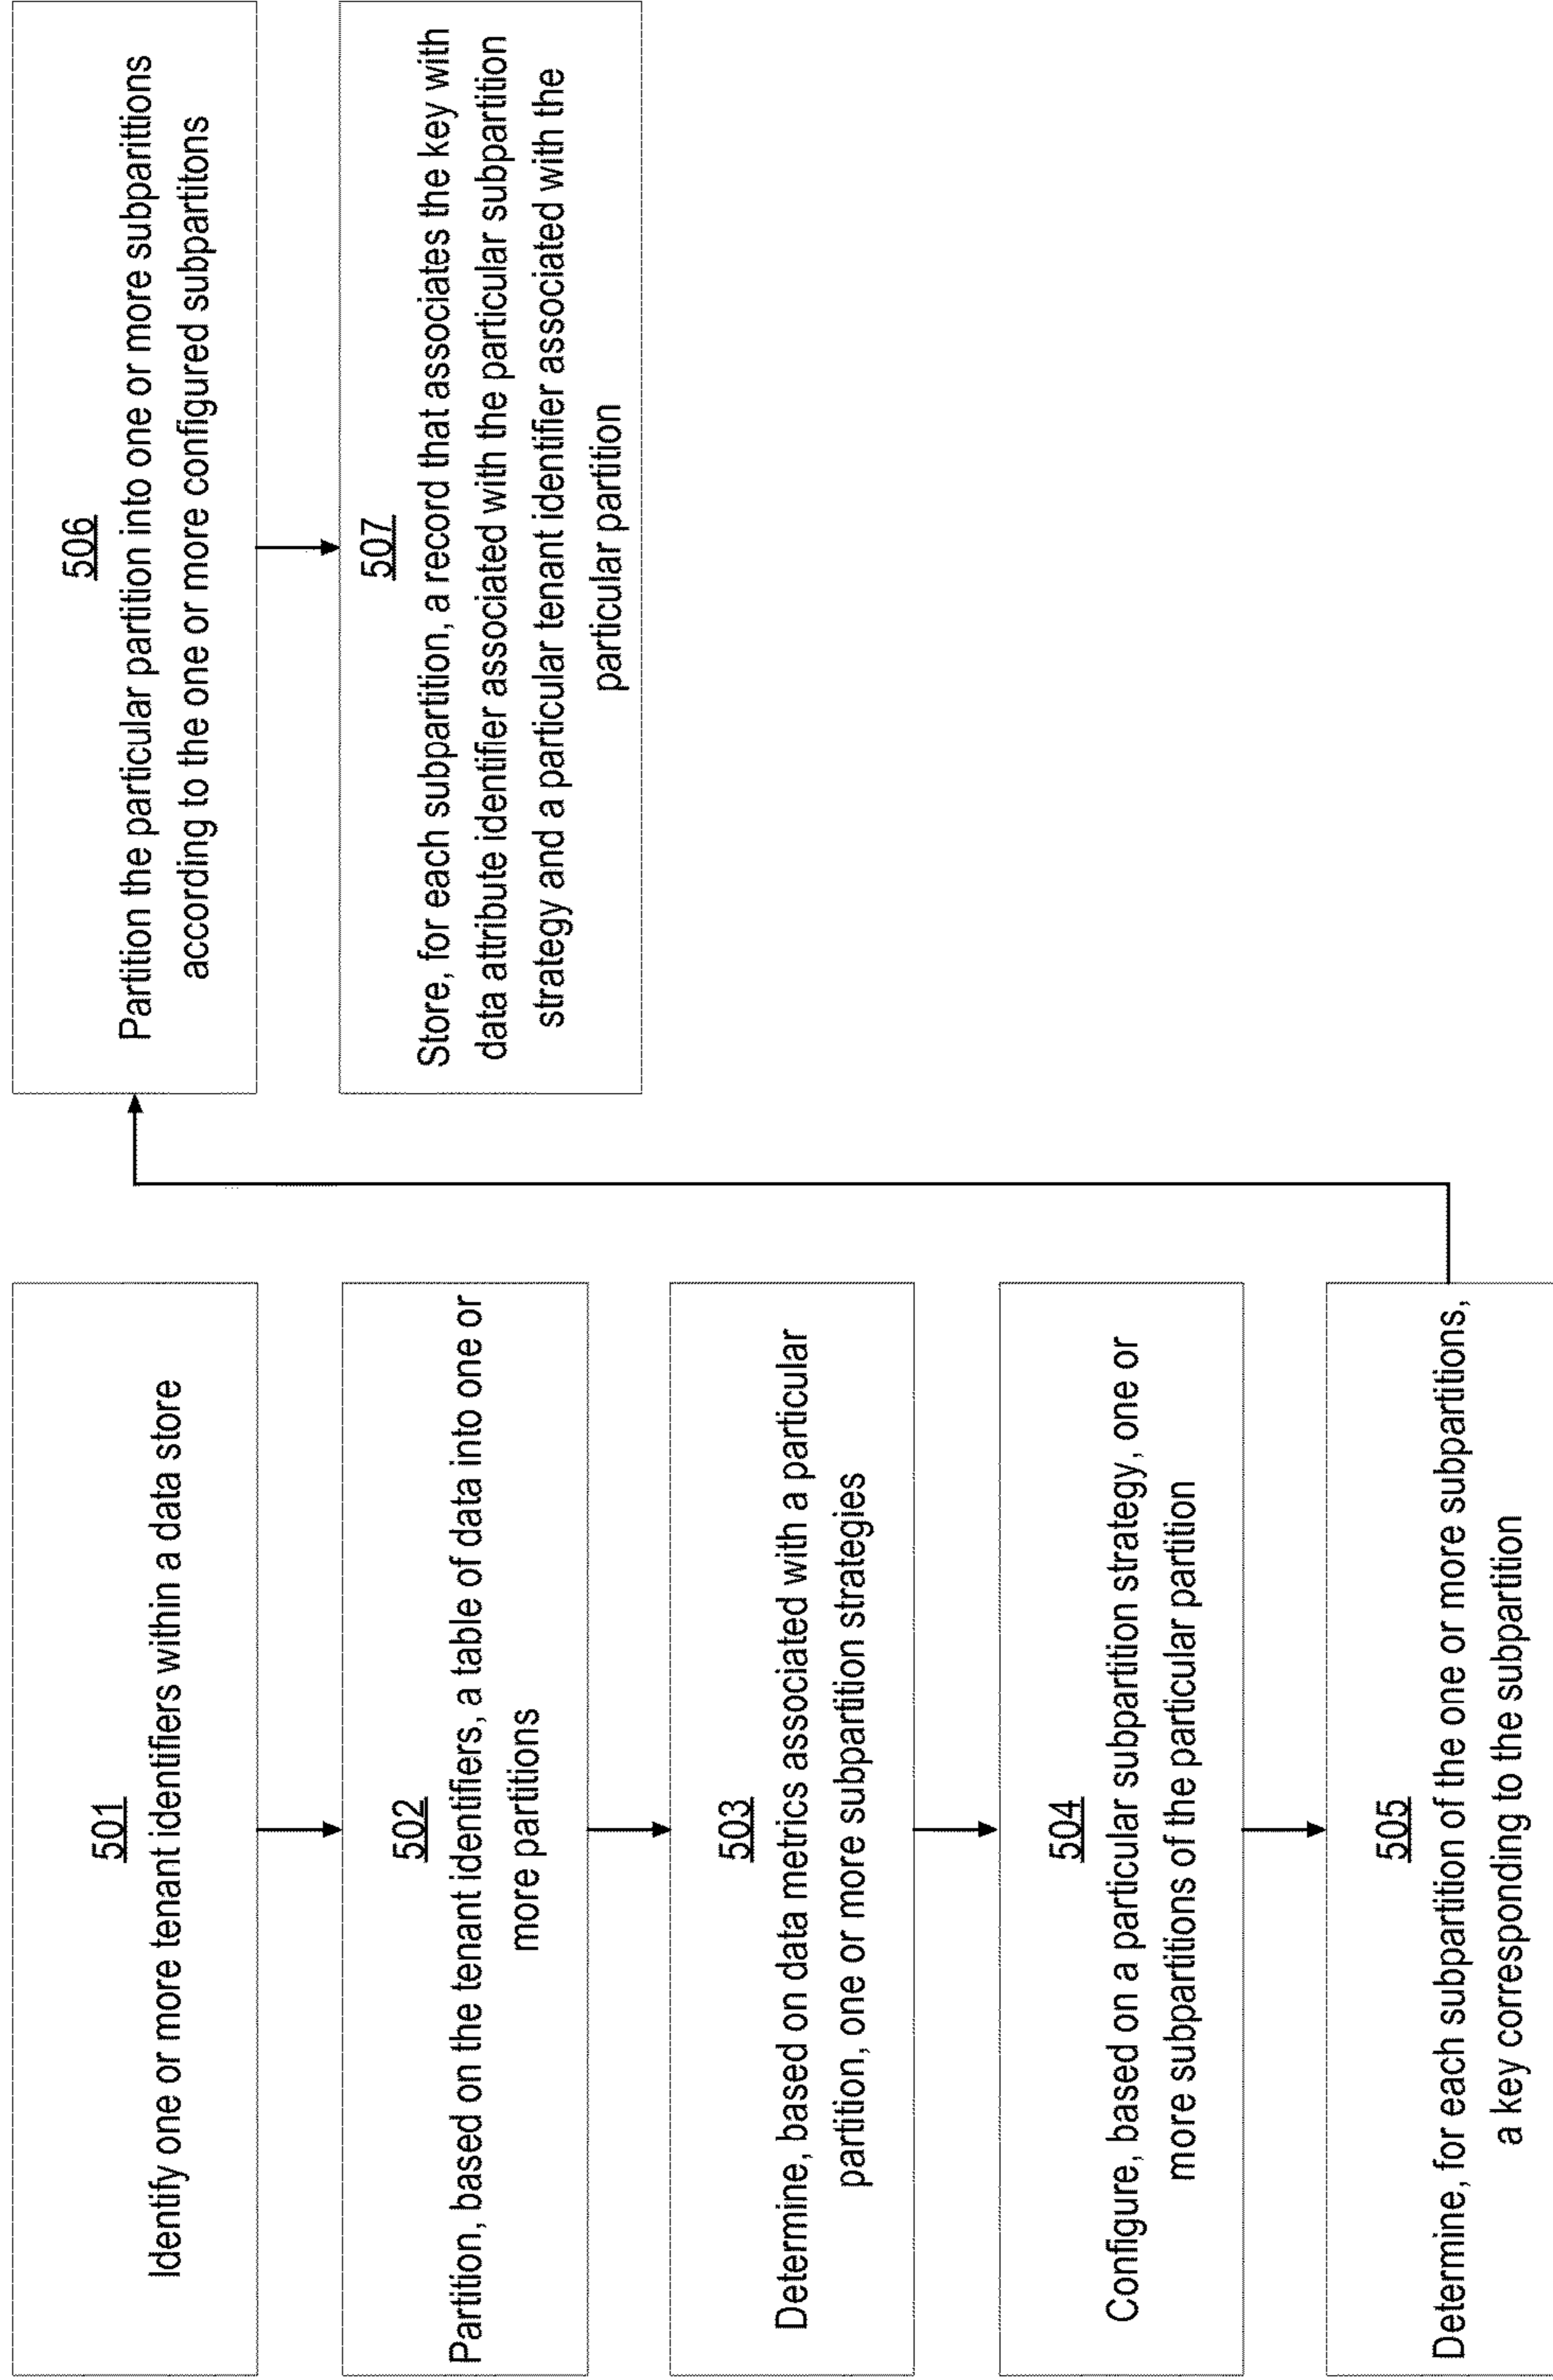 501
Identify one or more tenant identifiers within a data store
502
Partition, based on the tenant identifiers, a table of data into one or
more partitions
503
Determine, based on data metrics associated with a particular
partition, one or more subpartition strategies
504
Configure, based on a particular subpartition strategy, one or
more subpartitions of the particular partition
505
Determine, for each subpartition of the one or more subpartitions,
a key corresponding to the subpartition
506
Partition the particular partition into one or more subparittions
according to the one or more configured subpartitons
507
Store, for each subpartition, a record that associates the key with
data attribute identifier associated with the particular subpartition
strategy and a particular tenant identifier associated with the
particular partition